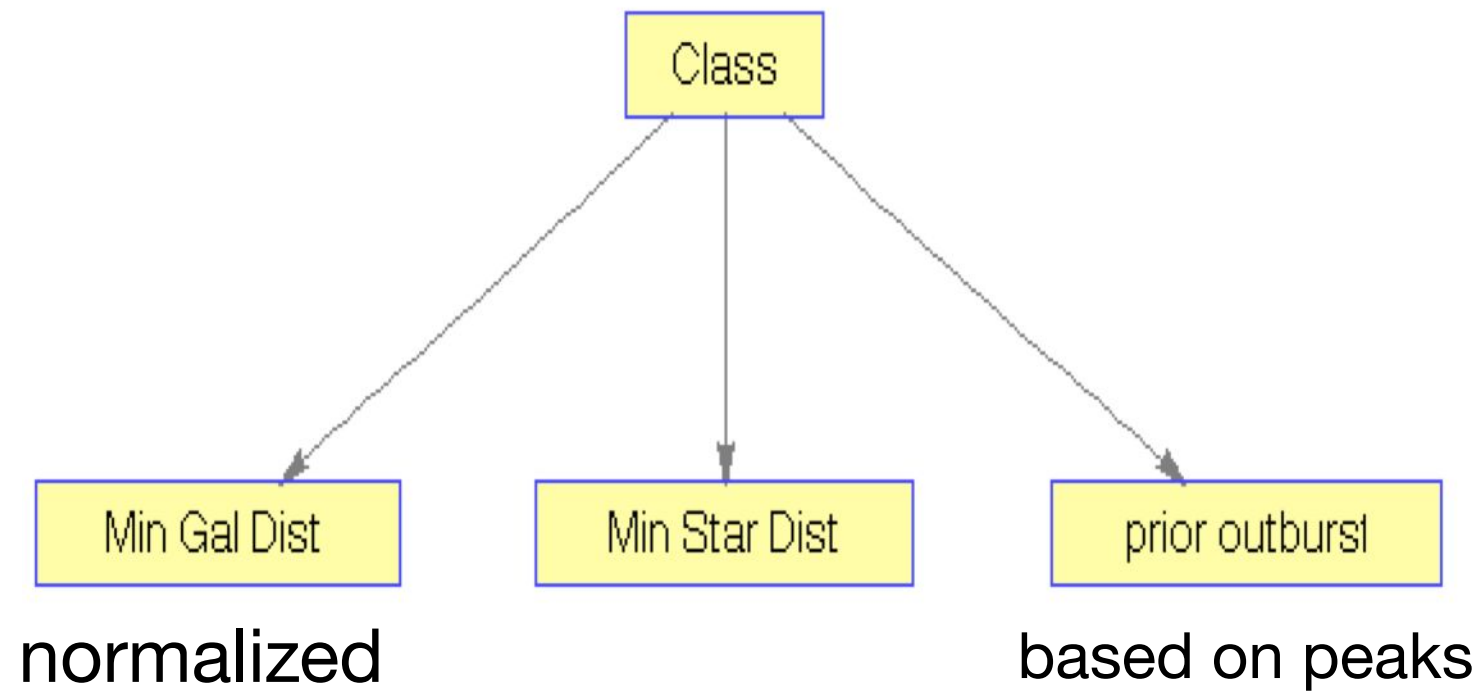 Class
Min Gal Dist
Min Star Dist
prior outburst
normalized
based on peaks